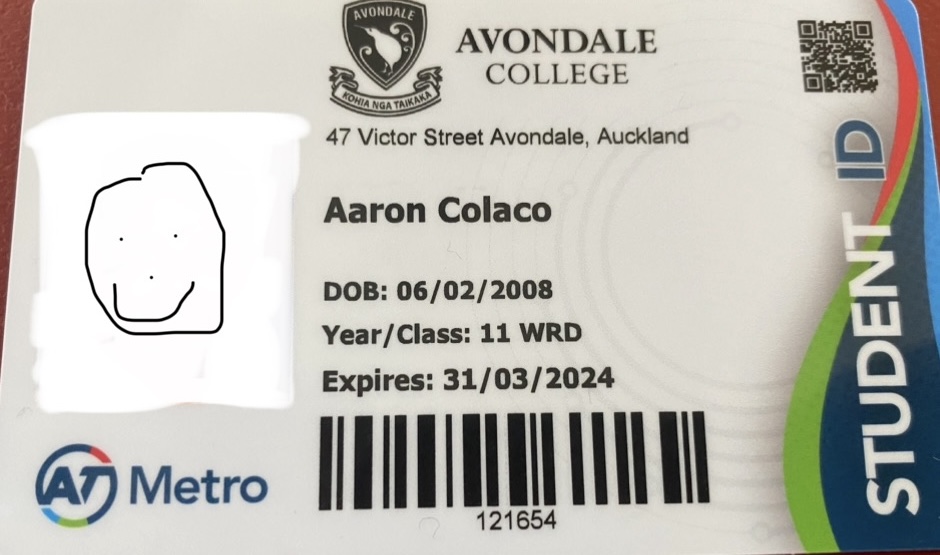 AVONDALE
KOHIA NGA TAIKAKA
AVONDALE
COLLEGE
47 Victor Street Avondale, Auckland
Aaron Colaco
DOB: 06/02/2008
Year/Class: 11 WRD
Expires: 31/03/2024
121654
AT Metro
STUDENT ID